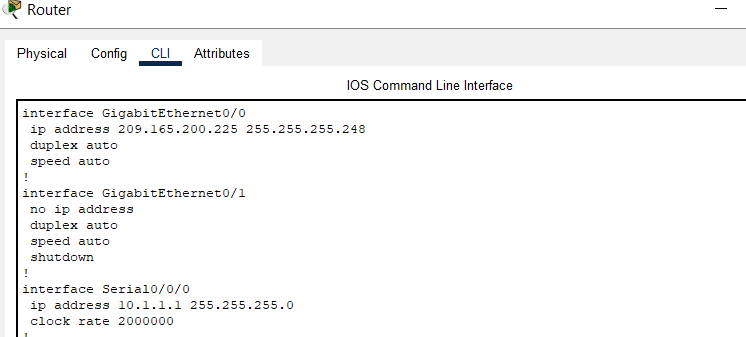 Router
Physical Config CLI Attributes
IOS Command Line Interface
interface GigabitEthernet0/0
ip address 209.165.200.225 255.255.255.248
duplex auto
speed auto
!
interface GigabitEthernet0/1
no ip address
duplex auto
speed auto
shutdown
!
interface Serial0/0/0
ip address 10.1.1.1 255.255.255.0
clock rate 2000000
!